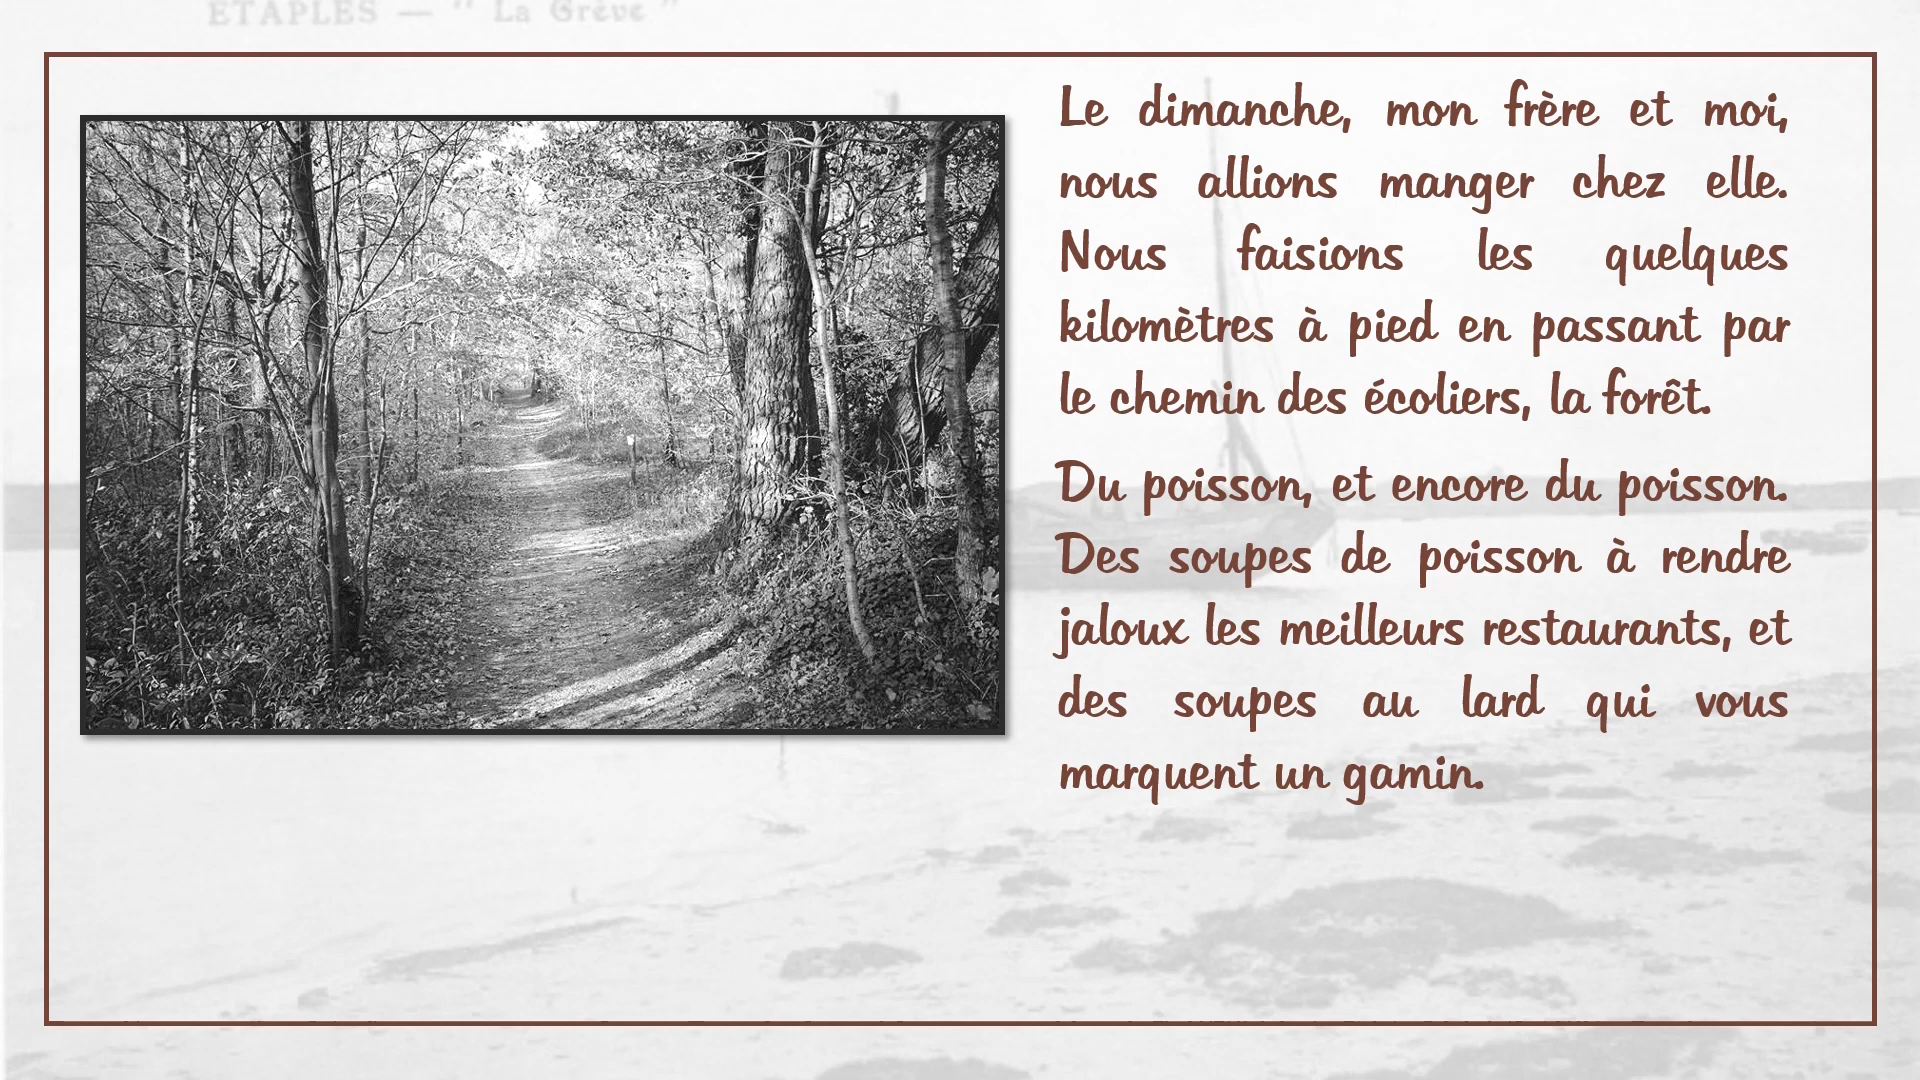 ETAPLES — " La Grève "
Le dimanche, mon frère et moi,
nous allions manger chez elle.
Nous faisions les quelques
kilomètres à pied en passant par
le chemin des écoliers, la forêt.
Du poisson, et encore du poisson.
Des soupes de poisson à rendre
jaloux les meilleurs restaurants, et
des soupes au lard qui vous
marquent un gamin.